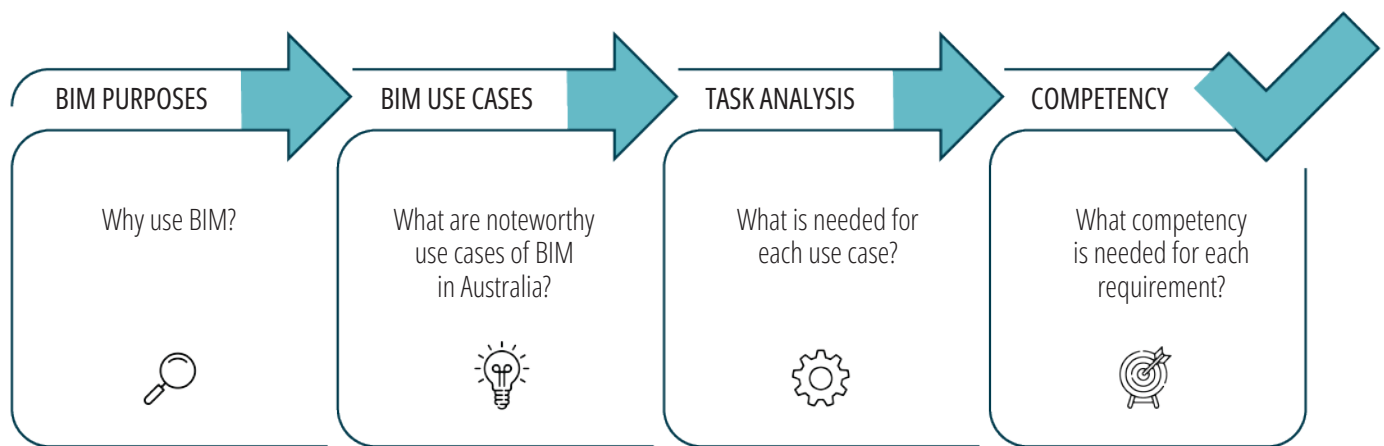 BIM PURPOSES
Why use BIM?
BIM USE CASES
What are noteworthy
use cases of BIM
in Australia?
TASK ANALYSIS
What is needed for
each use case?
COMPETENCY
What competency
is needed for each
requirement?